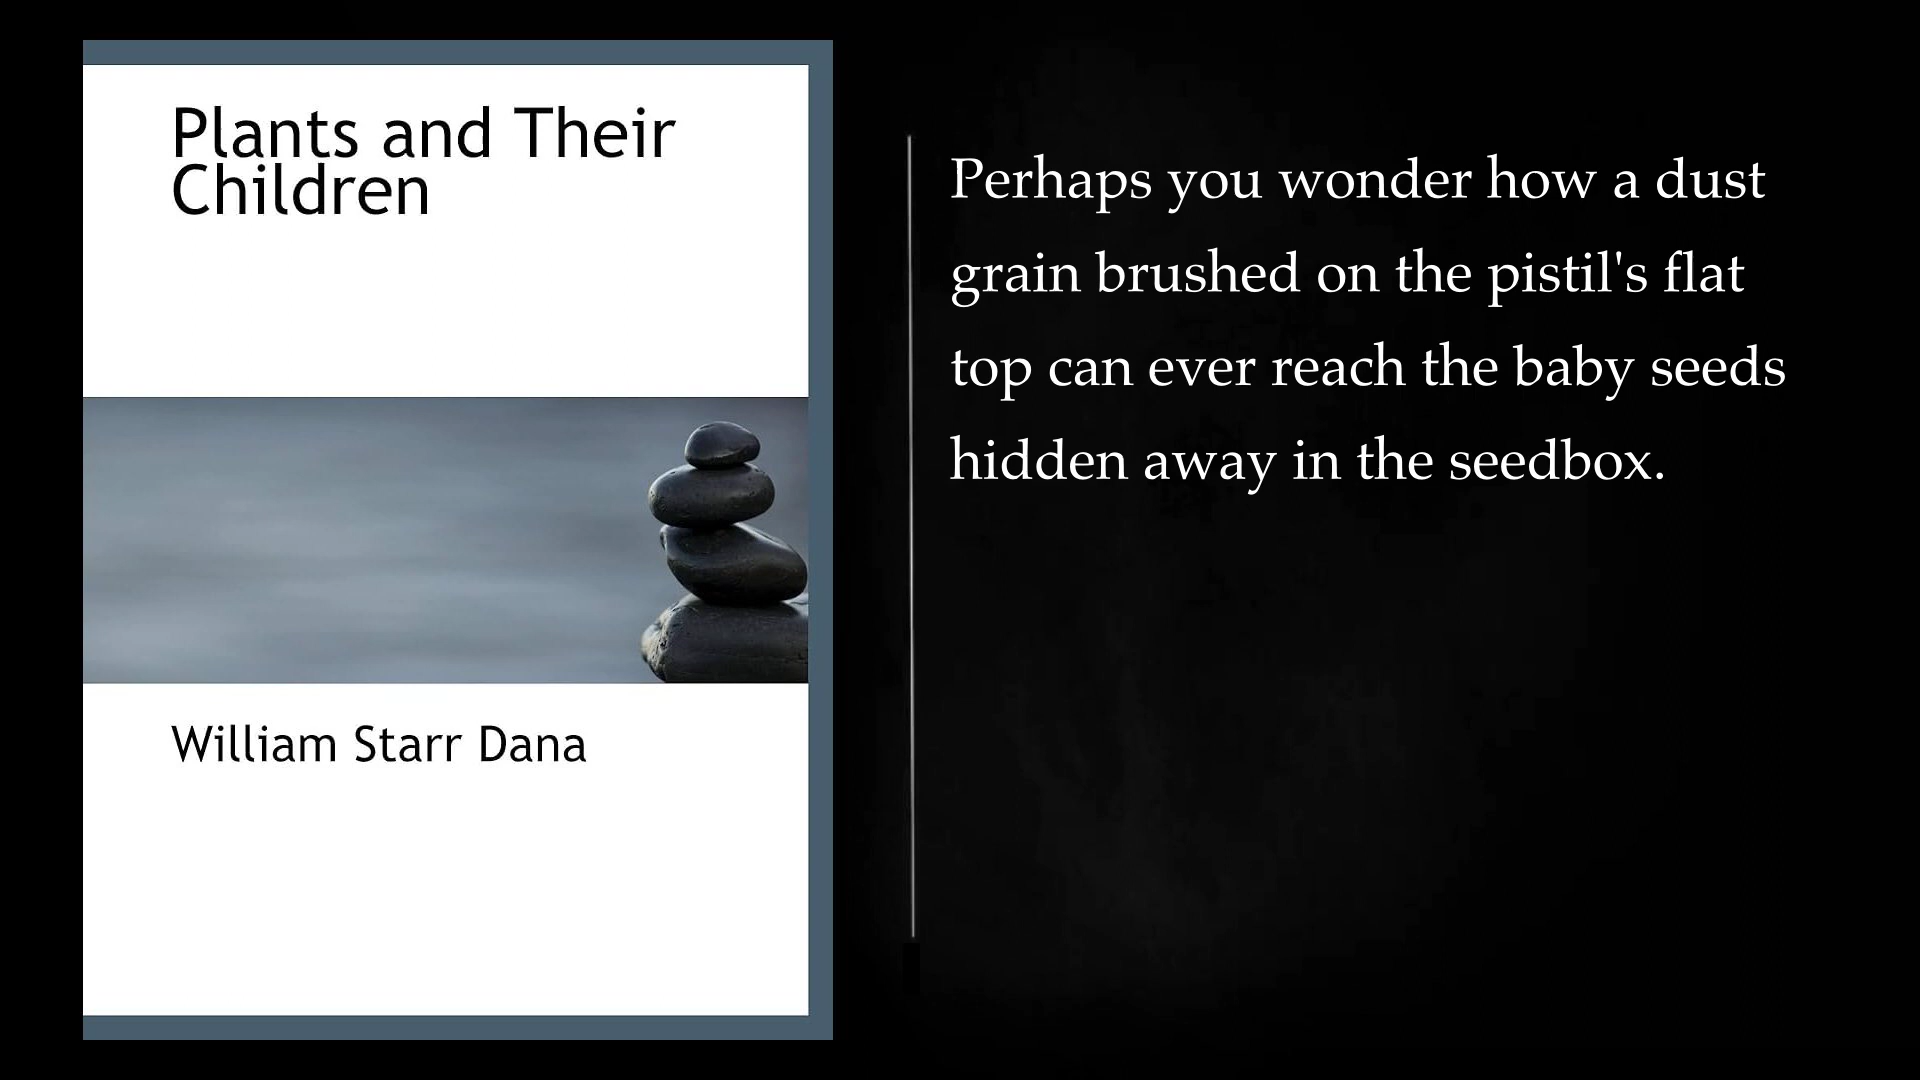 Plants and Their
Children
William Starr Dana
Perhaps you wonder how a dust
grain brushed on the pistil's flat
top can ever reach the baby seeds
hidden away in the seedbox.